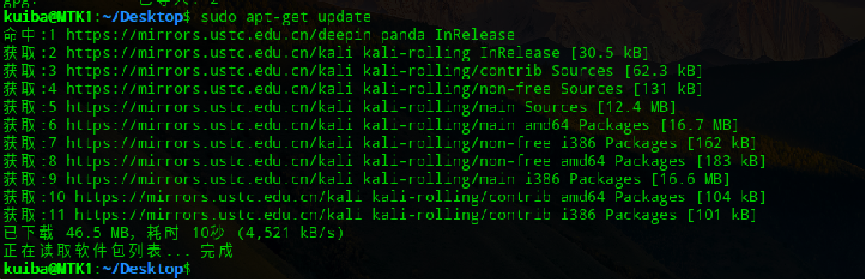 gpg:          已导入：2
kuiba@MTK1:~/Desktop$ sudo apt-get update
命中:1 https://mirrors.ustc.edu.cn/deepin panda InRelease
获取:2 https://mirrors.ustc.edu.cn/kali kali-rolling InRelease [30.5 kB]
获取:3 https://mirrors.ustc.edu.cn/kali kali-rolling/contrib Sources [62.3 kB]
获取:4 https://mirrors.ustc.edu.cn/kali kali-rolling/non-free Sources [131 kB]
获取:5 https://mirrors.ustc.edu.cn/kali kali-rolling/main Sources [12.4 MB]
获取:6 https://mirrors.ustc.edu.cn/kali kali-rolling/main amd64 Packages [16.7 MB]
获取:7 https://mirrors.ustc.edu.cn/kali kali-rolling/non-free i386 Packages [162 kB]
获取:8 https://mirrors.ustc.edu.cn/kali kali-rolling/non-free amd64 Packages [183 kB]
获取:9 https://mirrors.ustc.edu.cn/kali kali-rolling/main i386 Packages [16.6 MB]
获取:10 https://mirrors.ustc.edu.cn/kali kali-rolling/contrib amd64 Packages [104 kB]
获取:11 https://mirrors.ustc.edu.cn/kali kali-rolling/contrib i386 Packages [101 kB]
已下载 46.5 MB，耗时 10秒 (4,521 kB/s)
正在读取软件包列表... 完成
kuiba@MTK1:~/Desktop$